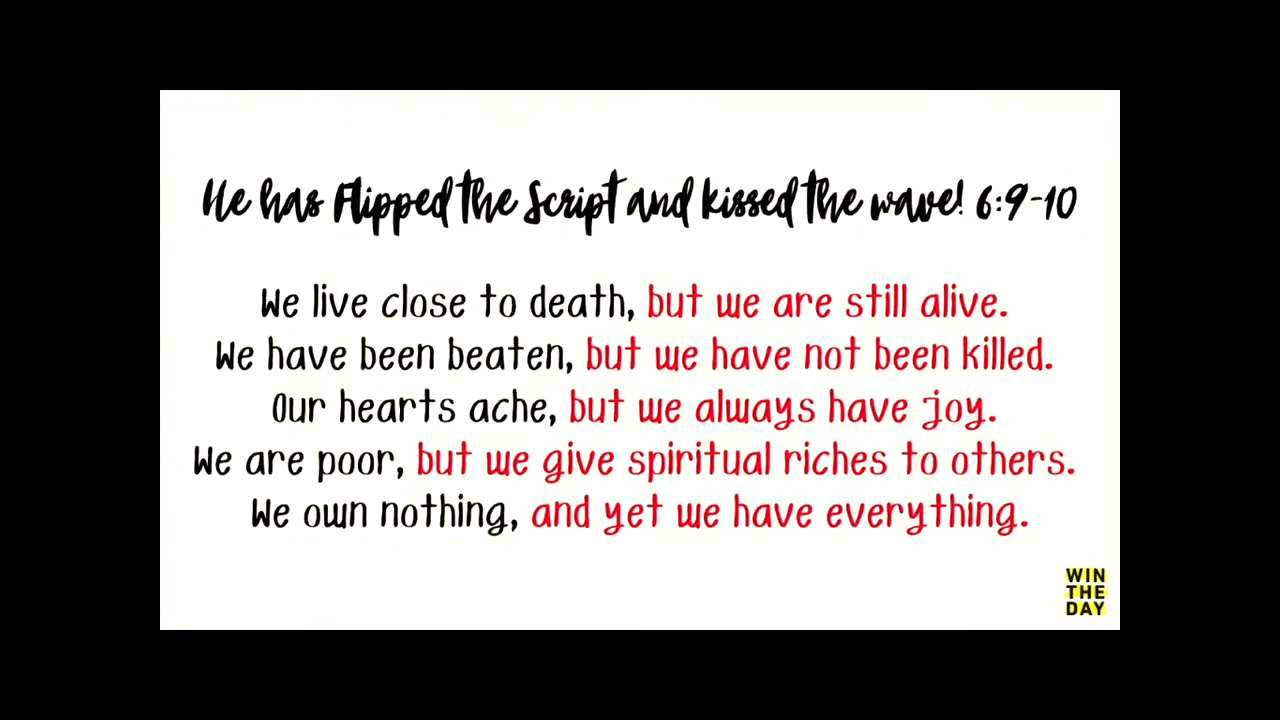 He has Flipped the Script and kissed the wave! 6:9-10
We live close to death, but we are still alive.
We have been beaten, but we have not been killed.
Our hearts ache, but we always have joy.
We are poor, but we give spiritual riches to others.
We own nothing, and yet we have everything.
WIN
THE
DAY